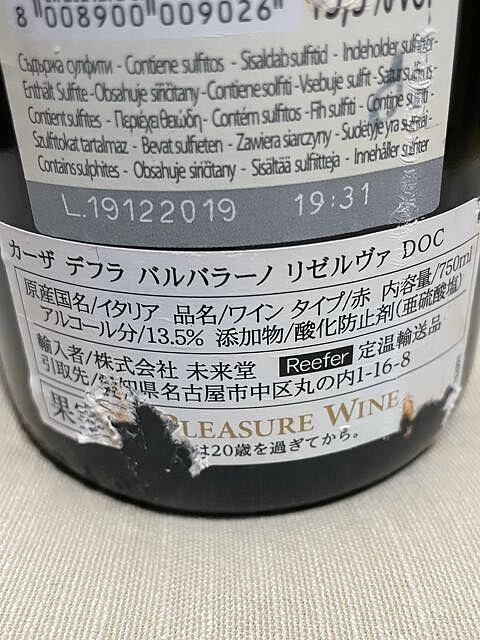 8 008900 009026 13,5%vol
Съдържа сулфити - Contiene sulfitos - Sisaldab sulfitid - Indeholder sulfitter-
Enthält Sulfite - Obsahuje siričitany - Contiene solfiti - Vsebuje sulfit -
Contient sulfites - Περιέχει θειώδη - Contém sulfitos - Fih sulfiti - Conține sulfiti -
Szulfitokat tartalmaz - Bevat sulfieten - Zawiera siarczyny - Sudėtyje yra
Contains sulphites - Obsahuje siřičitany - Sisältää sulfiitteja - Innehåller
L.19122019 19:31
カーザ デフラ バルバラーノ リゼルヴァ DOC
原産国名/イタリア 品名/ワイン タイプ/赤 内容量/750ml
アルコール分/13.5% 添加物/酸化防止剤(亜硫酸塩)
輸入者/株式会社 未来堂 Reefer 定温輸送品
引取先/愛知県名古屋市中区丸の内1-16-8
果実 PLEASURE WINE
は20歳を過ぎてから。